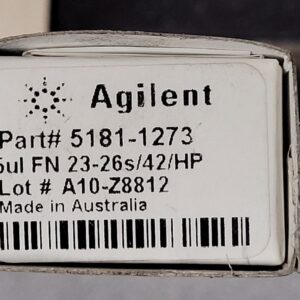 Agilent
Part# 5181-1273
5ul FN 23-26s/42/HP
Lot # A10-Z8812
Made in Australia